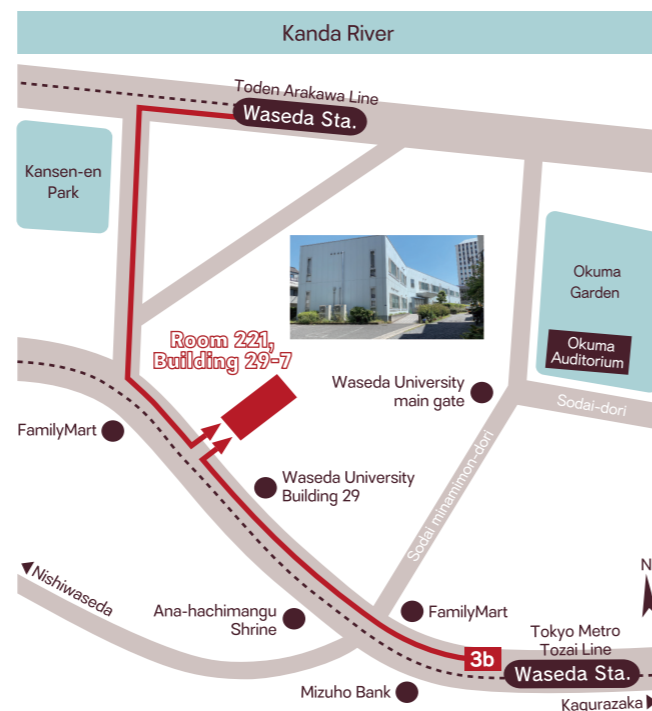 Kanda River
Toden Arakawa Line
Waseda Sta.
Kansen-en
Park
Okuma
Garden
Okuma
Auditorium
Room 221,
Building 29-7
Waseda University
main gate
Sodai-dori
FamilyMart
Waseda University
Building 29
Sodai minamimon-dori
Nishiwaseda
Ana-hachimangu
Shrine
FamilyMart
N
Tokyo Metro
Tozai Line
3b
Waseda Sta.
Mizuho Bank
Kagurazaka